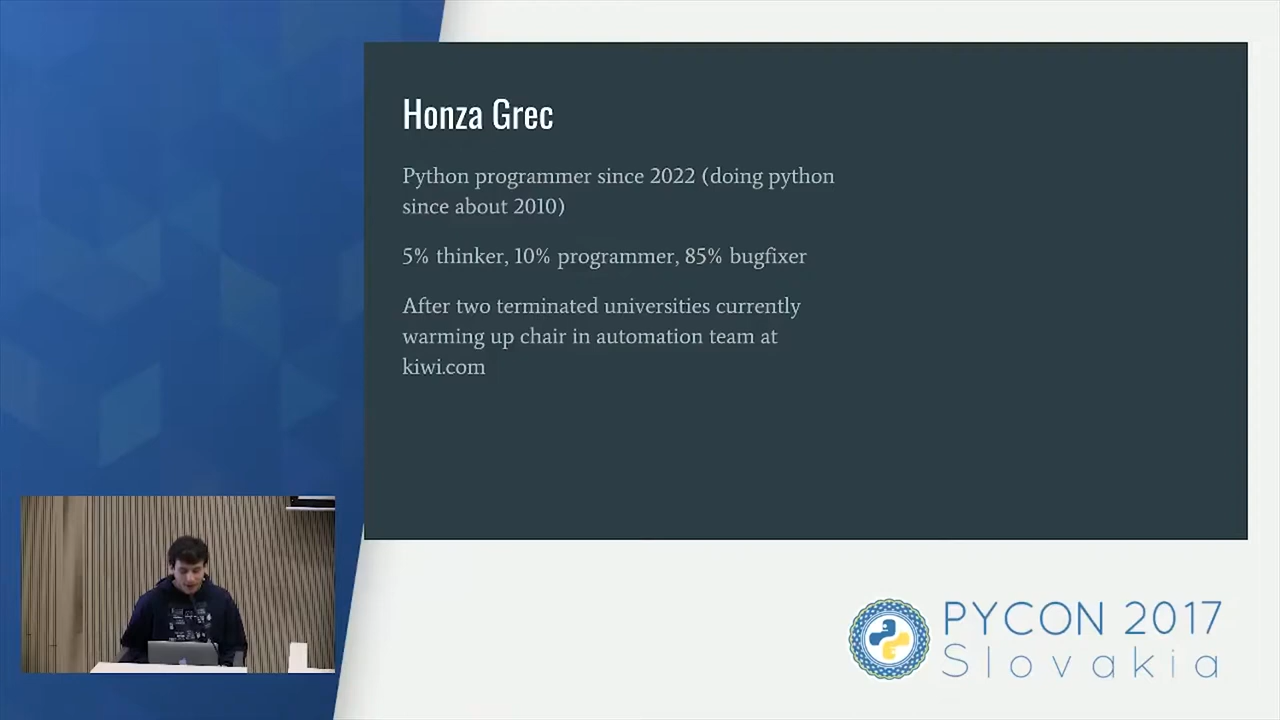 Honza Grec
Python programmer since 2022 (doing python
since about 2010)
5% thinker, 10% programmer, 85% bugfixer
After two terminated universities currently
warming up chair in automation team at
kiwi.com
PYCON 2017
Slovakia